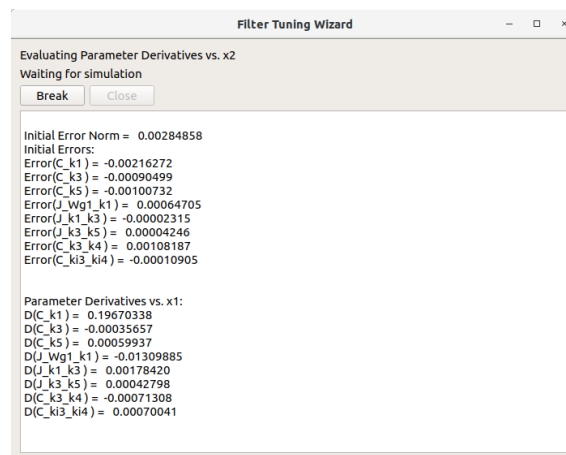 Filter Tuning Wizard
Evaluating Parameter Derivatives vs. x2
Waiting for simulation
Break Close
Initial Error Norm = 0.00284858
Initial Errors:
Error(C_k1 ) = -0.00216272
Error(C_k3 ) = -0.00090499
Error(C_k5 ) = -0.00100732
Error(J_Wg1_k1 ) = 0.00064705
Error(J_k1_k3 ) = -0.00002315
Error(J_k3_k5 ) = 0.00004246
Error(C_k3_k4 ) = 0.00108187
Error(C_ki3_ki4 ) = -0.00010905
Parameter Derivatives vs. x1:
D(C_k1 ) = 0.19670338
D(C_k3 ) = -0.00035657
D(C_k5 ) = 0.00059937
D(J_Wg1_k1 ) = -0.01309885
D(J_k1_k3 ) = 0.00178420
D(J_k3_k5 ) = 0.00042798
D(C_k3_k4 ) = -0.00071308
D(C_ki3_ki4 ) = 0.00070041